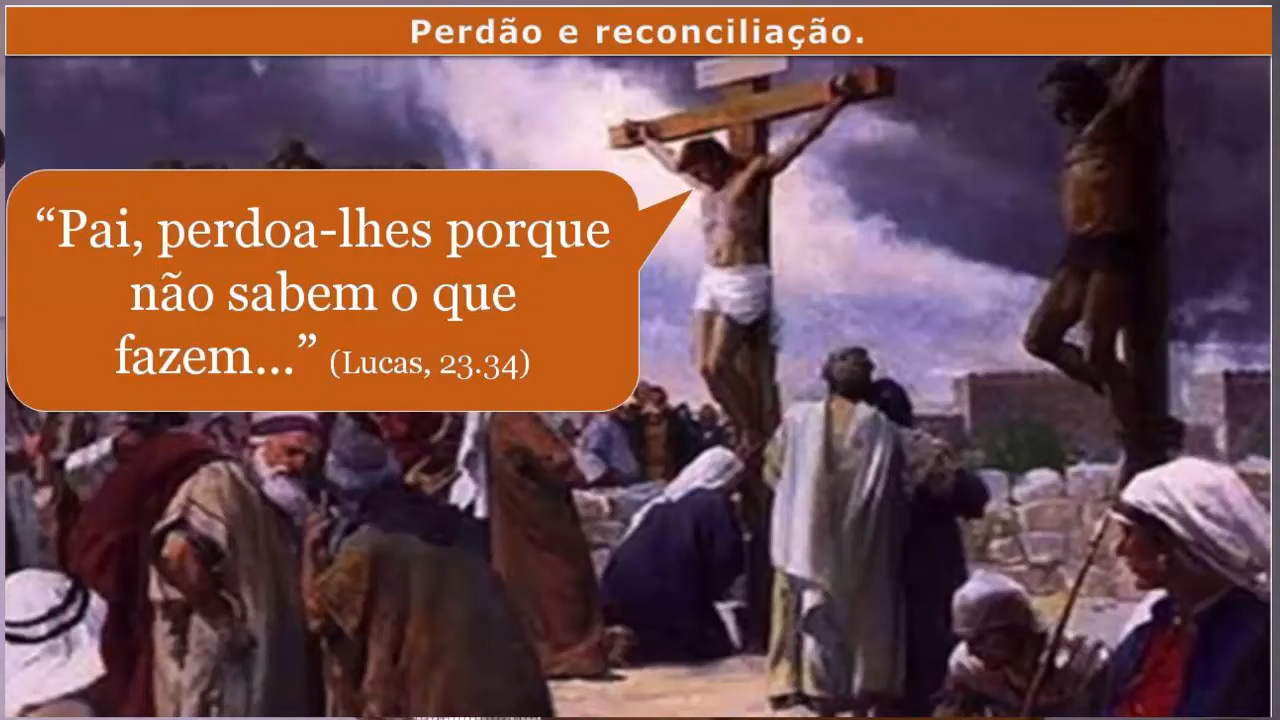 Perdão e reconciliação.
“Pai, perdoa-lhes porque
não sabem o que
fazem...” (Lucas, 23.34)